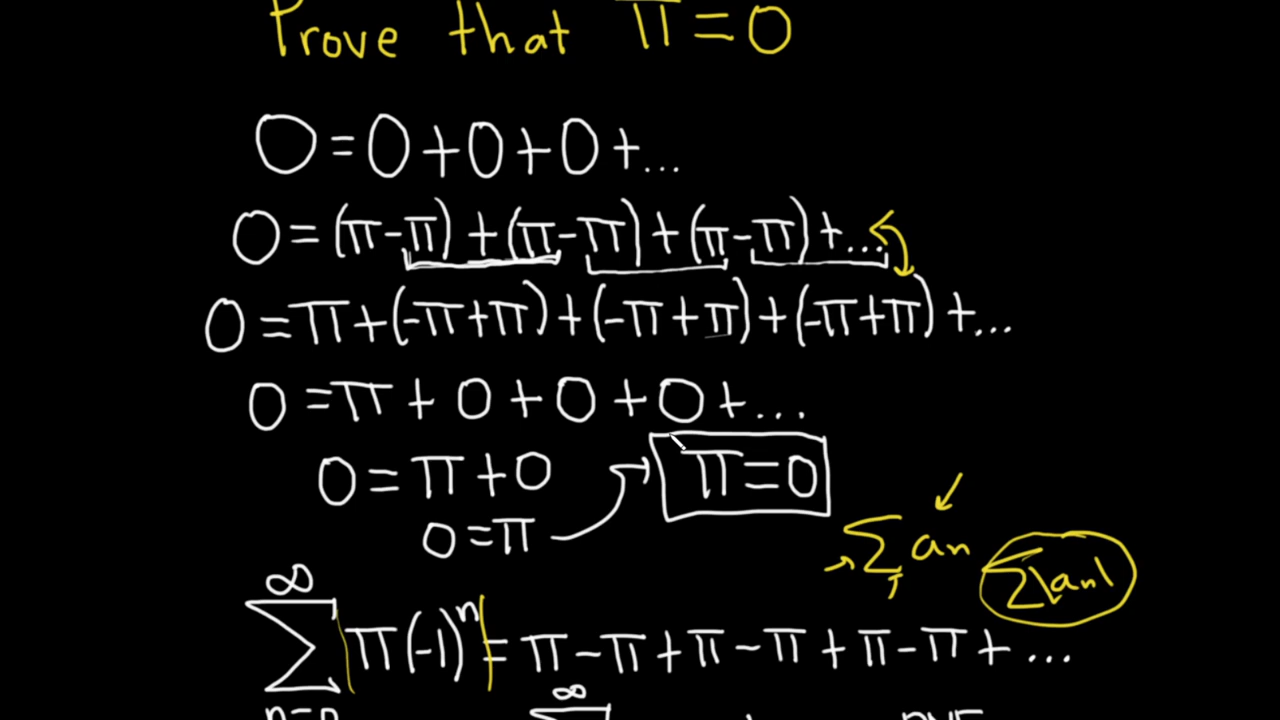 Prove that π = 0
0 = 0 + 0 + 0 + ...
0 = (π - π) + (π - π) + (π - π) + ...
0 = π + (-π + π) + (-π + π) + (-π + π) + ...
0 = π + 0 + 0 + 0 + ...
0 = π + 0
π = 0
0 = π
Σ an
Σ|an|
∞
Σ π(-1)^n = π - π + π - π + π - π + ...
n=0
∞
Σ